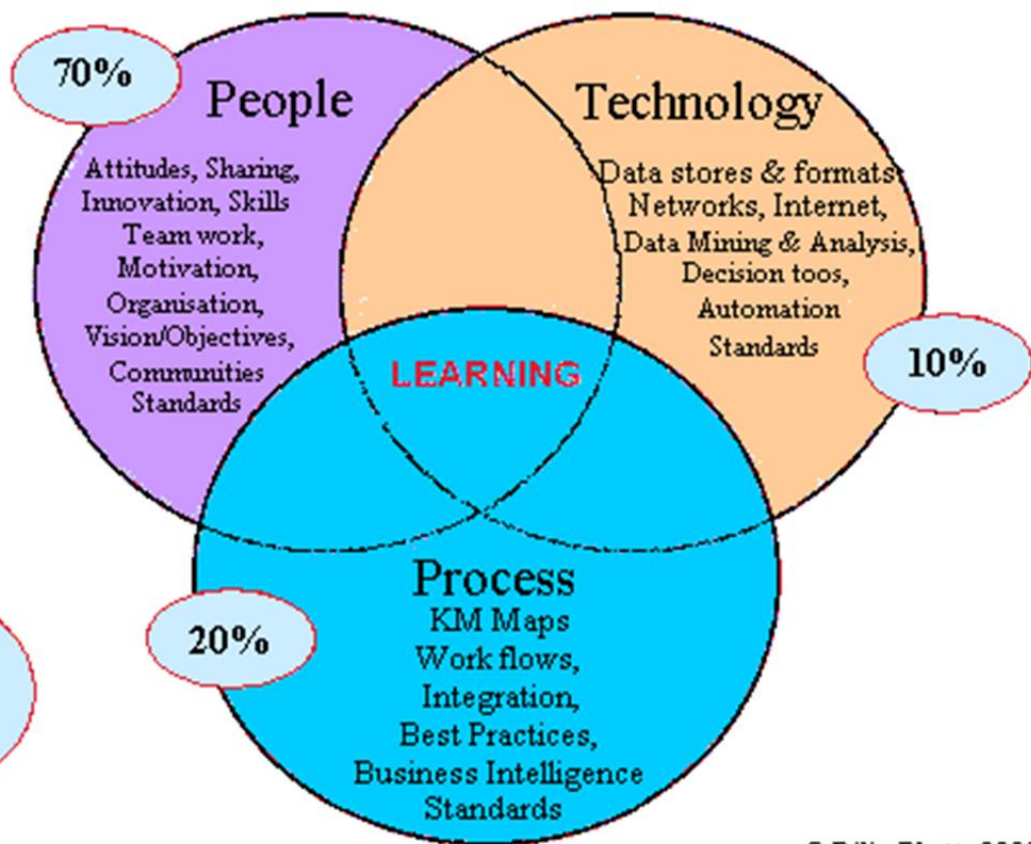 70%
People
Attitudes, Sharing,
Innovation, Skills
Team work,
Motivation,
Organisation,
Vision/Objectives,
Communities
Standards
Technology
Data stores & formats
Networks, Internet,
Data Mining & Analysis,
Decision toos,
Automation
Standards
10%
LEARNING
Process
KM Maps
Work flows,
Integration,
Best Practices,
Business Intelligence
Standards
20%